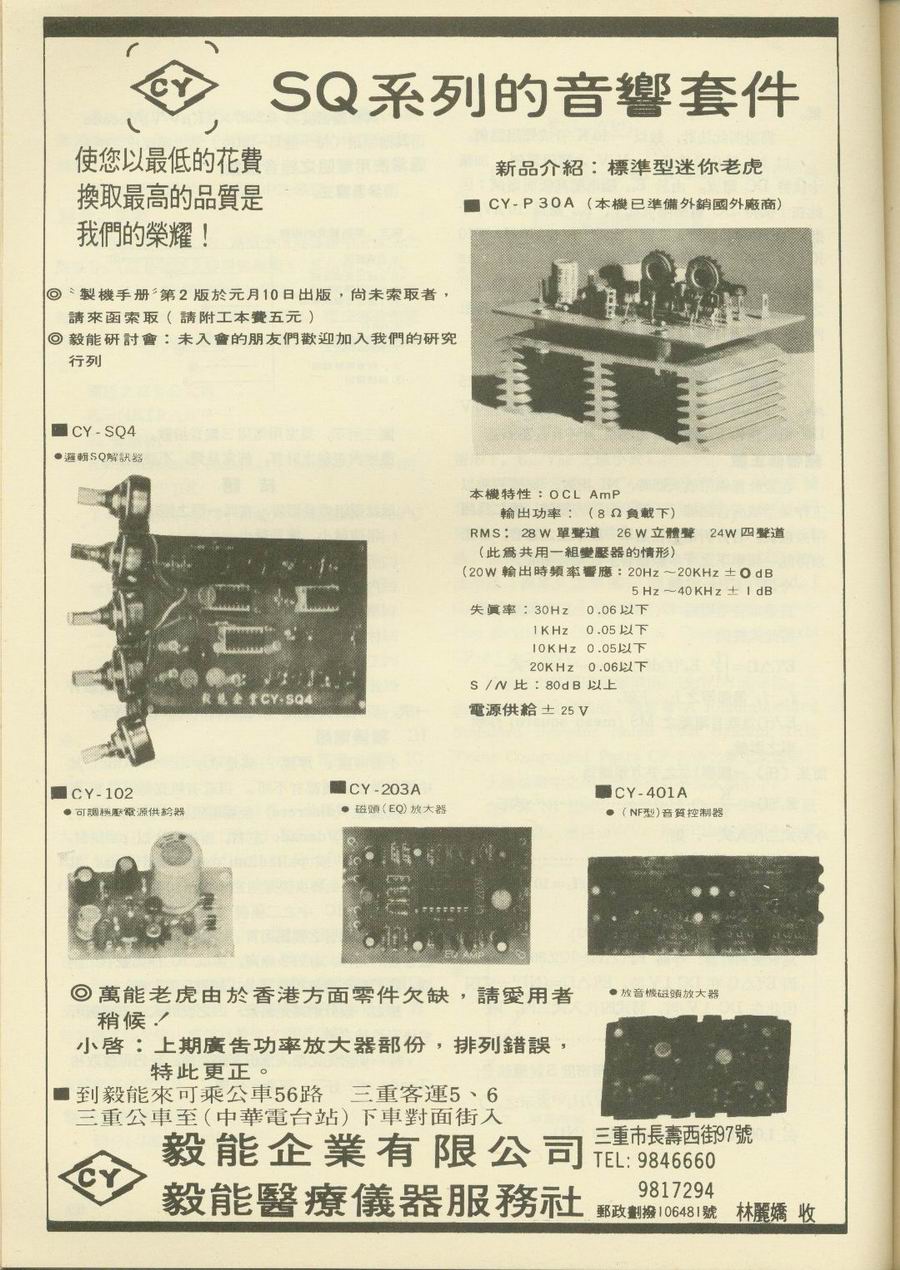 CY
SQ系列的音響套件
使您以最低的花費
換取最高的品質是
我們的榮耀！
新品介紹：標準型迷你老虎
■ CY-P30A（本機已準備外銷國外廠商）
◎〝製機手册〞第2版於元月10日出版，尚未索取者，
請來函索取（請附工本費五元）
◎毅能研討會：未入會的朋友們歡迎加入我們的研究
行列
■ CY-SQ4
●邏輯SQ解訊器
毅能企業CY-SQ4
本機特性：OCL AmP
輸出功率：（8Ω負載下）
RMS：28W單聲道 26W立體聲 24W四聲道
（此爲共用一組變壓器的情形）
(20W輸出時頻率響應：20Hz～20KHz ±0dB
5Hz～40KHz ±1dB
失眞率：30Hz 0.06以下
1KHz 0.05以下
10KHz 0.05以下
20KHz 0.06以下
S/N比：80dB以上
電源供給±25V
■CY-102
●可調穩壓電源供給器
■CY-203A
●磁頭(EQ)放大器
EQ AMP
■CY-401A
●（NF型)音質控制器
◎萬能老虎由於香港方面零件欠缺，請愛用者
稍候！
小啓：上期廣告功率放大器部份，排列錯誤，
特此更正。
●放音機磁頭放大器
■到毅能來可乘公車56路 三重客運5、6
三重公車至(中華電台站)下車對面街入
CY
毅能企業有限公司
毅能醫療儀器服務社
三重市長壽西街97號
TEL: 9846660
9817294
郵政劃撥106481號 林麗嬌 收